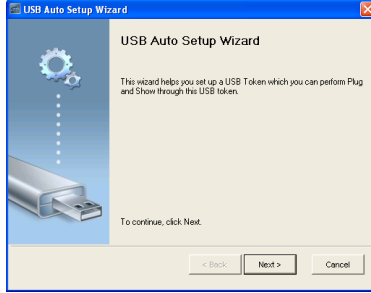 USB Auto Setup Wizard
USB Auto Setup Wizard
This wizard helps you set up a USB Token which you can perform Plug
and Show through this USB token.
To continue, click Next.
< Back
Next >
Cancel